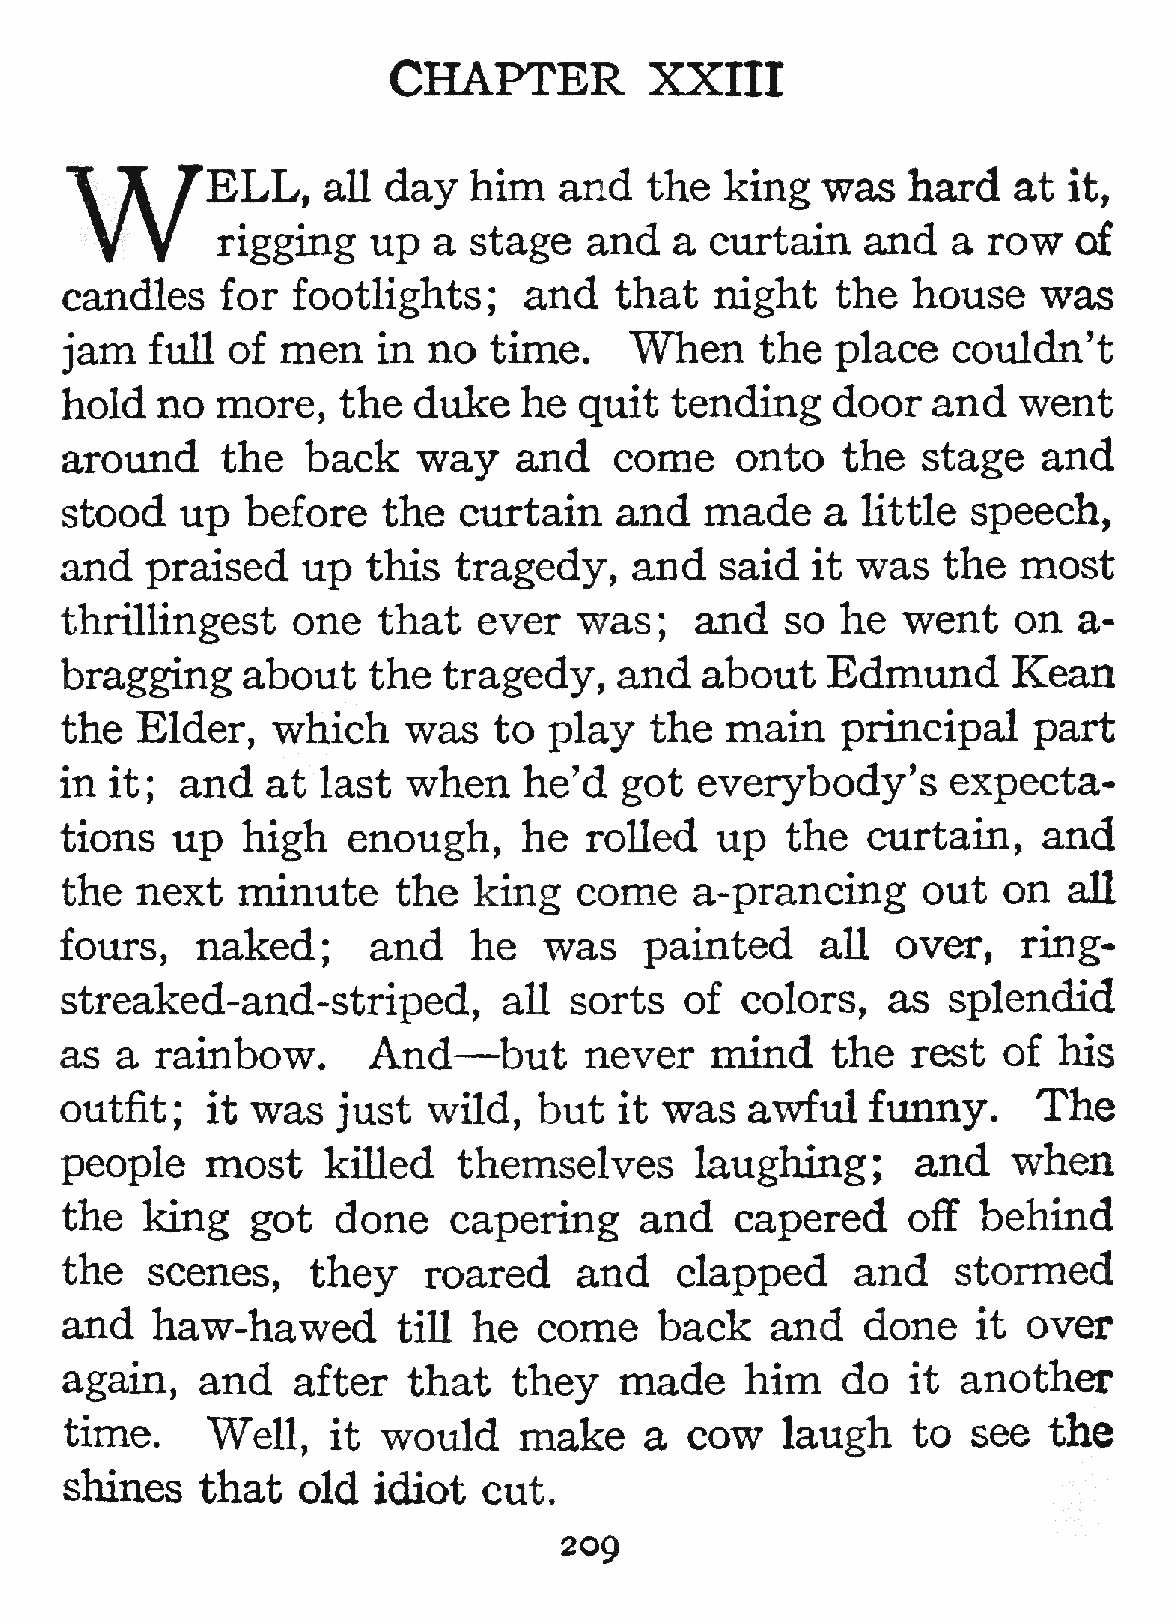 CHAPTER XXIII
WELL, all day him and the king was hard at it,
rigging up a stage and a curtain and a row of
candles for footlights; and that night the house was
jam full of men in no time. When the place couldn't
hold no more, the duke he quit tending door and went
around the back way and come onto the stage and
stood up before the curtain and made a little speech,
and praised up this tragedy, and said it was the most
thrillingest one that ever was; and so he went on a-
bragging about the tragedy, and about Edmund Kean
the Elder, which was to play the main principal part
in it; and at last when he'd got everybody's expecta-
tions up high enough, he rolled up the curtain, and
the next minute the king come a-prancing out on all
fours, naked; and he was painted all over, ring-
streaked-and-striped, all sorts of colors, as splendid
as a rainbow. And—but never mind the rest of his
outfit; it was just wild, but it was awful funny. The
people most killed themselves laughing; and when
the king got done capering and capered off behind
the scenes, they roared and clapped and stormed
and haw-hawed till he come back and done it over
again, and after that they made him do it another
time. Well, it would make a cow laugh to see the
shines that old idiot cut.
209